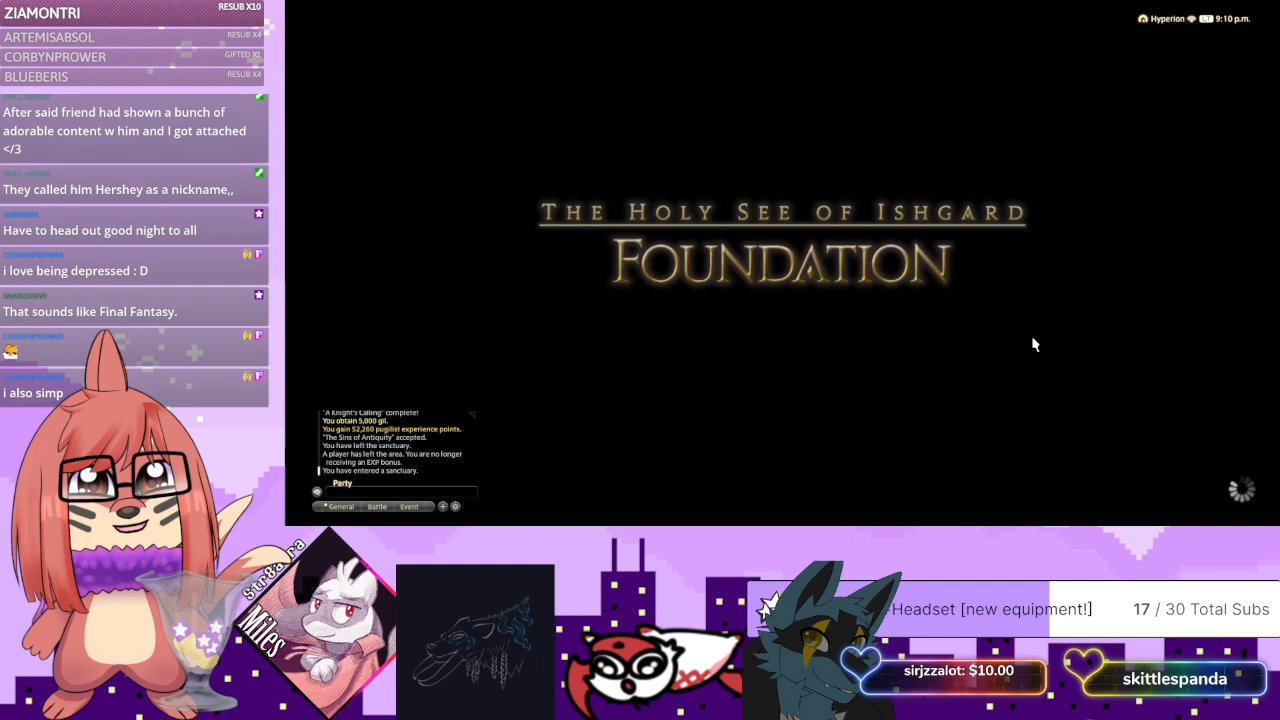 ZIAMONTRI RESUB X10
ARTEMISABSOL RESUB X4
CORBYNPROWER GIFTED X1
BLUEBERIS RESUB X4
After said friend had shown a bunch of
adorable content w him and I got attached
</3
They called him Hershey as a nickname,,
Have to head out good night to all
CORBYNPROWER
i love being depressed : D
SNAKESNIVE
That sounds like Final Fantasy.
CORBYNPROWER
i also simp
Hyperion LT 9:10 p.m.
THE HOLY SEE OF ISHGARD
FOUNDATION
"A Knight's Calling" complete!
You obtain 5,000 gil.
You gain 52,260 pugilist experience points.
"The Sins of Antiquity" accepted.
You have left the sanctuary.
A player has left the area. You are no longer
receiving an EXP bonus.
You have entered a sanctuary.
Party
General Battle Event
Miles
-Headset [new equipment!] 17 / 30 Total Subs
sirjzzalot: $10.00
skittlespanda